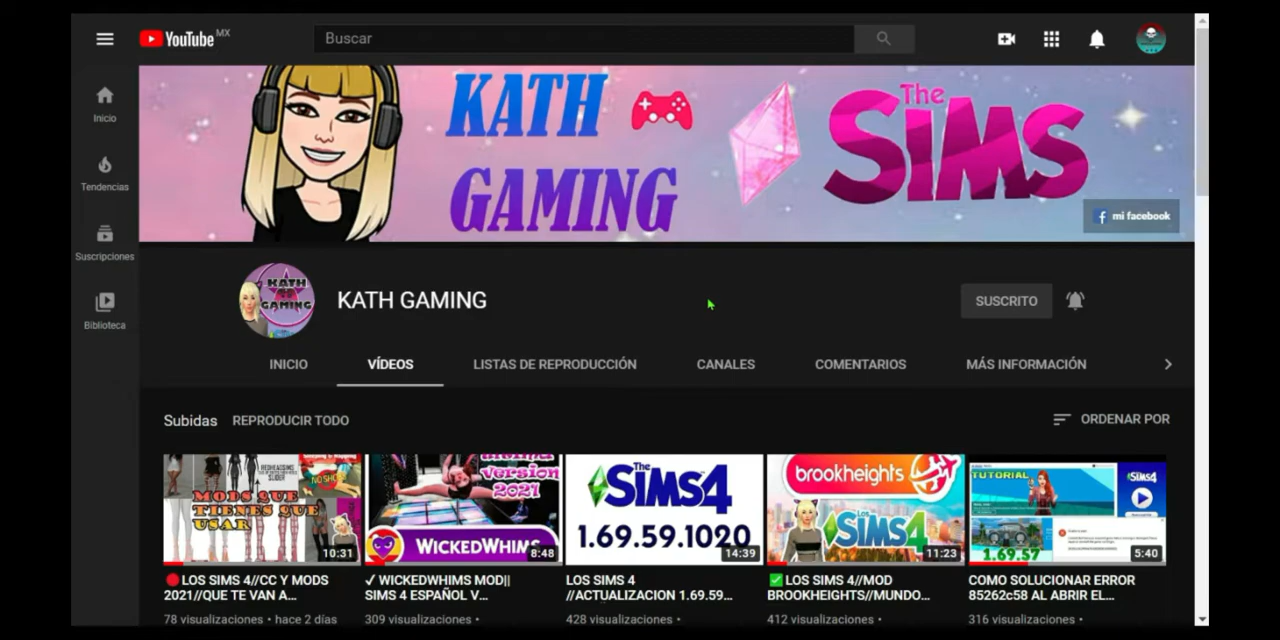 YouTube MX
Buscar
KATH
GAMING
The
SIMS
mi facebook
Inicio
Tendencias
Suscripciones
Biblioteca
KATH
GAMING
KATH GAMING
SUSCRITO
INICIO VÍDEOS LISTAS DE REPRODUCCIÓN CANALES COMENTARIOS MÁS INFORMACIÓN
Subidas REPRODUCIR TODO
ORDENAR POR
REDHEADSIMS
SLIDER
NO SHOES
MODS QUE
TIENES QUE
USAR
10:31
version
2021
WICKEDWHIMS
8:48
The
SIMS4
1.69.59.1020
14:39
brookheights
Los
SIMS4
11:23
TUTORIAL
SIMS4
1.69.57
5:40
LOS SIMS 4//CC Y MODS
2021//QUE TE VAN A...
78 visualizaciones • hace 2 días
✓ WICKEDWHIMS MOD||
SIMS 4 ESPAÑOL V...
309 visualizaciones •
LOS SIMS 4
//ACTUALIZACION 1.69.59...
428 visualizaciones •
✅LOS SIMS 4//MOD
BROOKHEIGHTS//MUNDO...
412 visualizaciones •
COMO SOLUCIONAR ERROR
85262c58 AL ABRIR EL...
316 visualizaciones •